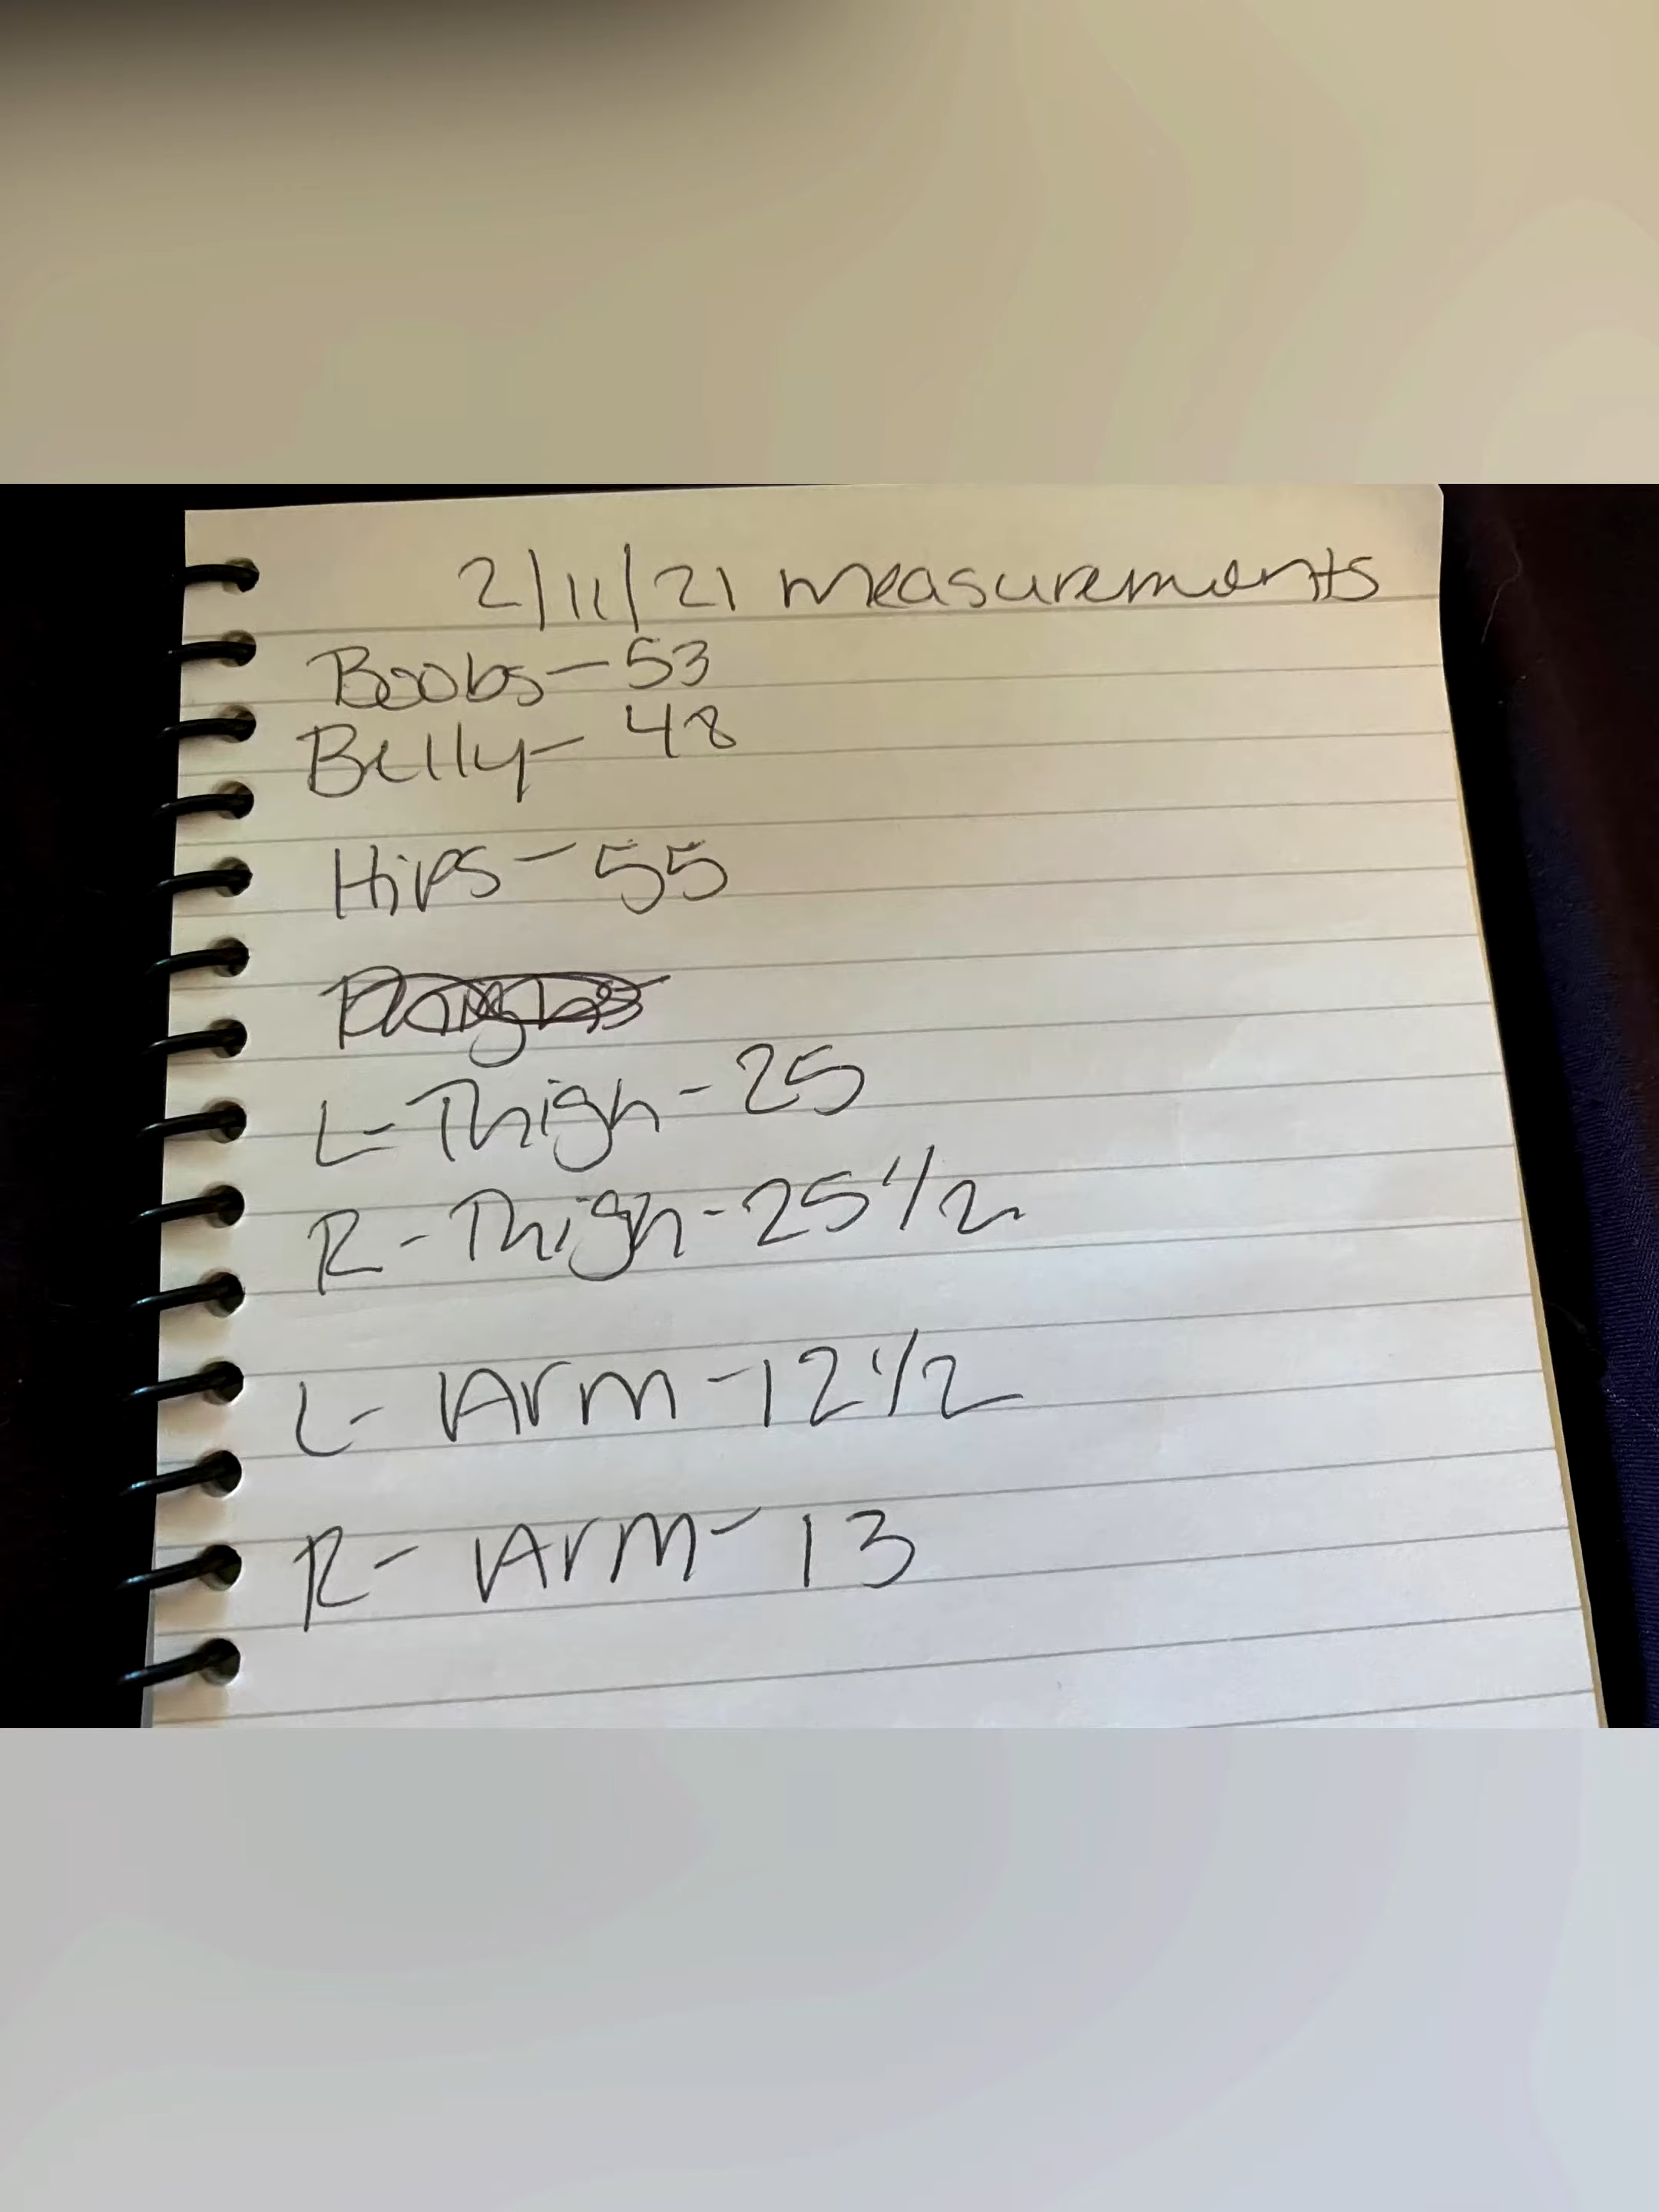 2/11/21 measurements
Boobs-53
Belly-48
Hips-55
L-Thigh-25
R-Thigh-25 1/2
L-Arm-12 1/2
R-Arm-13